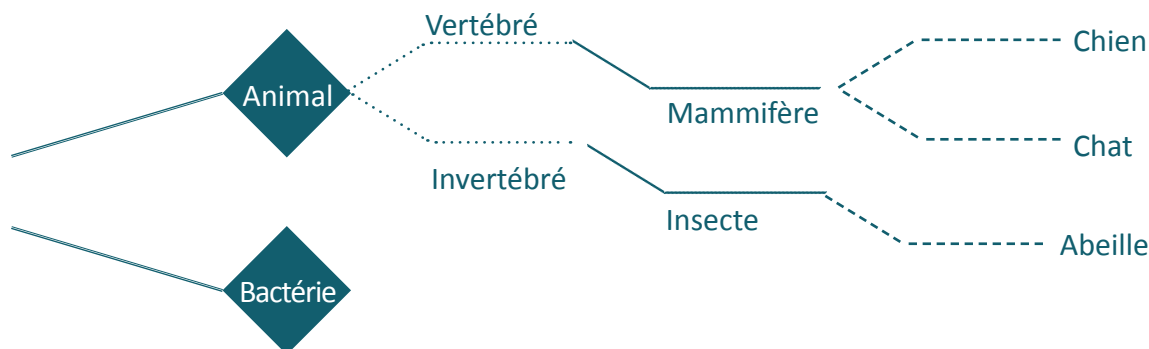 Vertébré
Chien
Animal
Mammifère
Chat
Invertébré
Insecte
Abeille
Bactérie